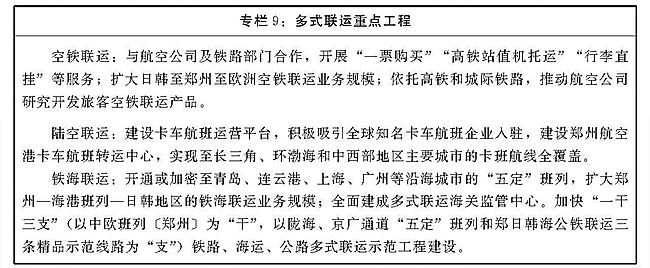 专栏9：多式联运重点工程
空铁联运：与航空公司及铁路部门合作，开展“一票购买”“高铁站值机托运”“行李直
挂”等服务；扩大日韩至郑州至欧洲空铁联运业务规模；依托高铁和城际铁路，推动航空公司
研究开发旅客空铁联运产品。
陆空联运：建设卡车航班运营平台，积极吸引全球知名卡车航班企业入驻，建设郑州航空
港卡车航班转运中心，实现至长三角、环渤海和中西部地区主要城市的卡班航线全覆盖。
铁海联运：开通或加密至青岛、连云港、上海、广州等沿海城市的“五定”班列，扩大郑
州—海港班列—日韩地区的铁海联运业务规模；全面建成多式联运海关监管中心。加快“一干
三支”（以中欧班列〔郑州〕为“干”，以陇海、京广通道“五定”班列和郑日韩海公铁联运三
条精品示范线路为“支”）铁路、海运、公路多式联运示范工程建设。